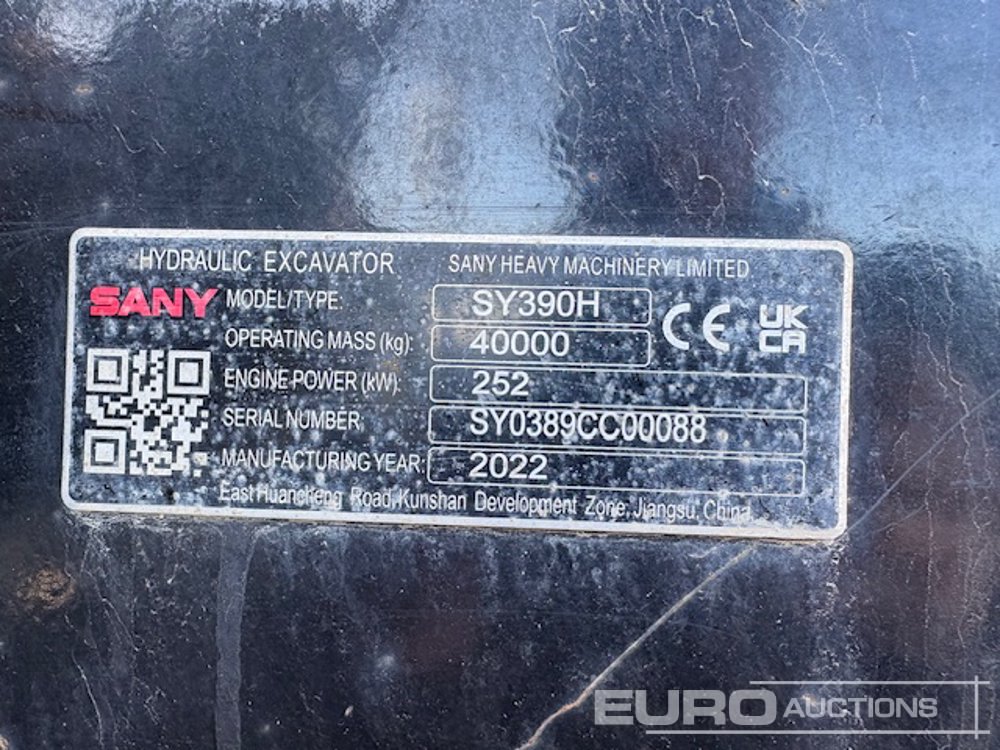 HYDRAULIC EXCAVATOR SANY HEAVY MACHINERY LIMITED
SANY MODEL/TYPE: SY390H
CE UK CA
OPERATING MASS (kg): 40000
ENGINE POWER (kW): 252
SERIAL NUMBER: SY0389CC00088
MANUFACTURING YEAR: 2022
East Huancheng Road, Kunshan Development Zone, Jiangsu, China
EURO AUCTIONS